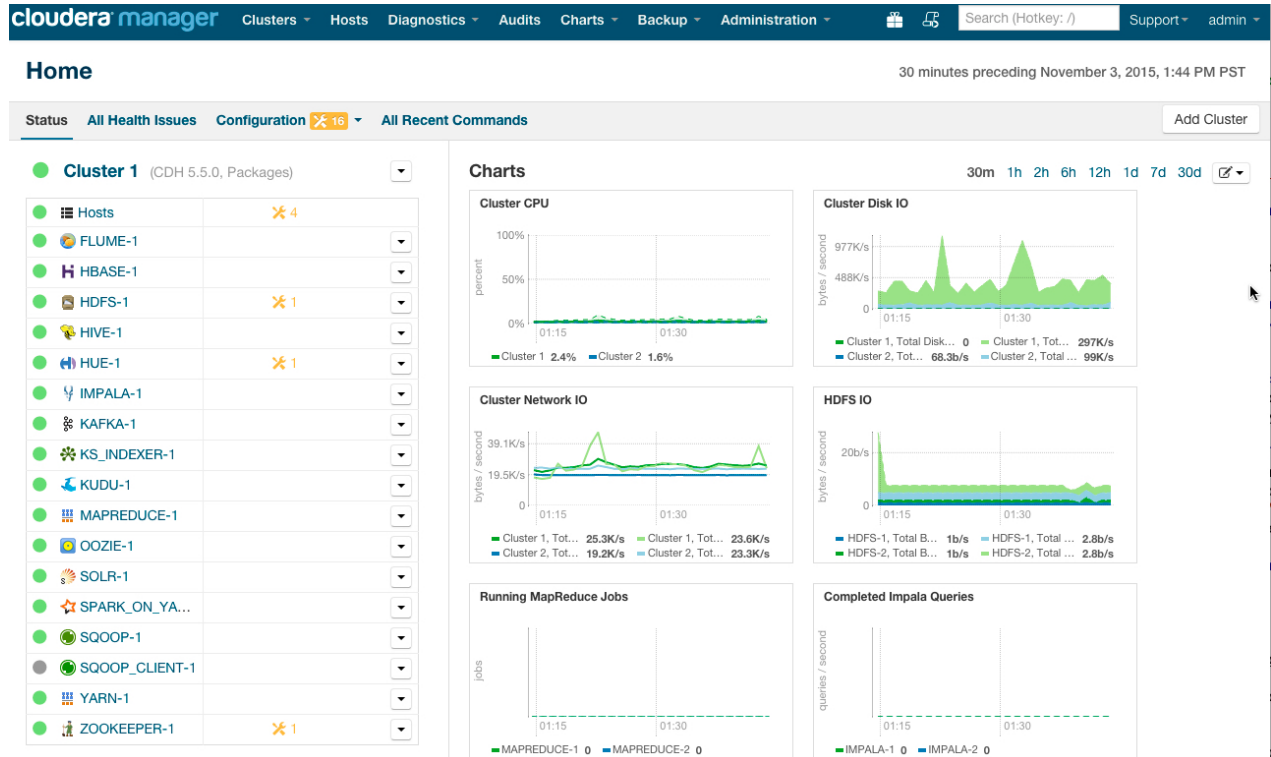 cloudera manager Clusters Hosts Diagnostics Audits Charts Backup Administration Search (Hotkey: /) Support admin
Home
30 minutes preceding November 3, 2015, 1:44 PM PST
Status All Health Issues Configuration 16 All Recent Commands Add Cluster
Cluster 1 (CDH 5.5.0, Packages)
Hosts 4
FLUME-1
HBASE-1
HDFS-1 1
HIVE-1
HUE-1 1
IMPALA-1
KAFKA-1
KS_INDEXER-1
KUDU-1
MAPREDUCE-1
OOZIE-1
SOLR-1
SPARK_ON_YA...
SQOOP-1
SQOOP_CLIENT-1
YARN-1
ZOOKEEPER-1 1
Charts
30m 1h 2h 6h 12h 1d 7d 30d
Cluster CPU
percent
100%
50%
0%
01:15 01:30
Cluster 1 2.4% Cluster 2 1.6%
Cluster Disk IO
bytes / second
977K/s
488K/s
0
01:15 01:30
Cluster 1, Total Disk... 0 Cluster 1, Tot... 297K/s
Cluster 2, Tot... 68.3b/s Cluster 2, Total ... 99K/s
Cluster Network IO
bytes / second
39.1K/s
19.5K/s
0
01:15 01:30
Cluster 1, Tot... 25.3K/s Cluster 1, Tot... 23.6K/s
Cluster 2, Tot... 19.2K/s Cluster 2, Tot... 23.3K/s
HDFS IO
bytes / second
20b/s
0
01:15 01:30
HDFS-1, Total B... 1b/s HDFS-1, Total ... 2.8b/s
HDFS-2, Total B... 1b/s HDFS-2, Total ... 2.8b/s
Running MapReduce Jobs
jobs
01:15 01:30
MAPREDUCE-1 0 MAPREDUCE-2 0
Completed Impala Queries
queries / second
01:15 01:30
IMPALA-1 0 IMPALA-2 0